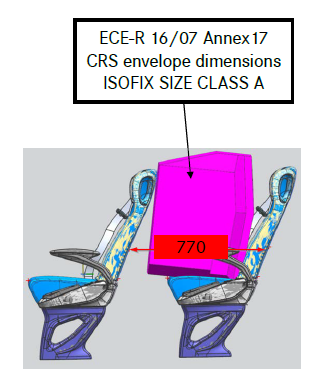 ECE-R 16/07 Annex17
CRS envelope dimensions
ISOFIX SIZE CLASS A
770